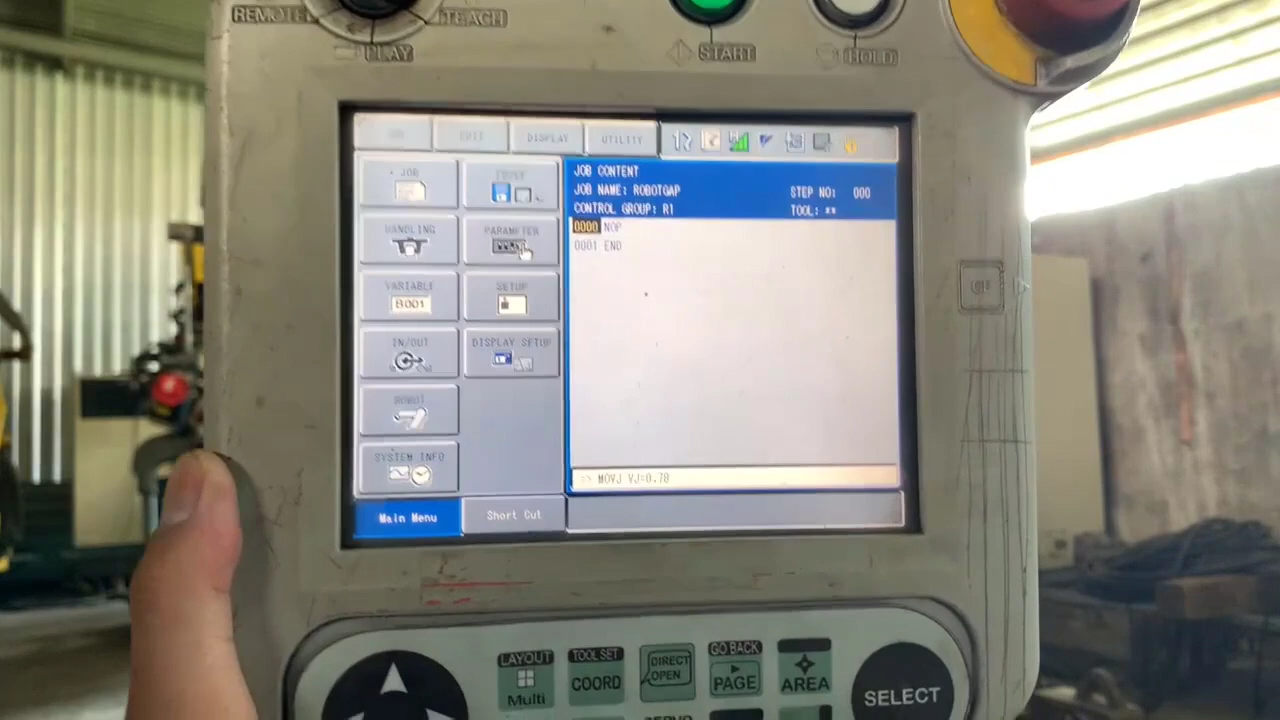 REMOTE
TEACH
PLAY
START
HOLD
EDIT
DISPLAY
UTILITY
JOB
HANDLING
PARAMETER
VARIABLE
B001
SETUP
IN/OUT
DISPLAY SETUP
ROBOT
SYSTEM INFO
Main Menu
Short Cut
JOB CONTENT
JOB NAME: ROBOTGAP
STEP NO: 000
CONTROL GROUP: R1
TOOL: **
0000 NOP
0001 END
=> MOVJ VJ=0.78
CF
LAYOUT
Multi
TOOL SET
COORD
DIRECT
OPEN
GO BACK
PAGE
AREA
SELECT
SERVO